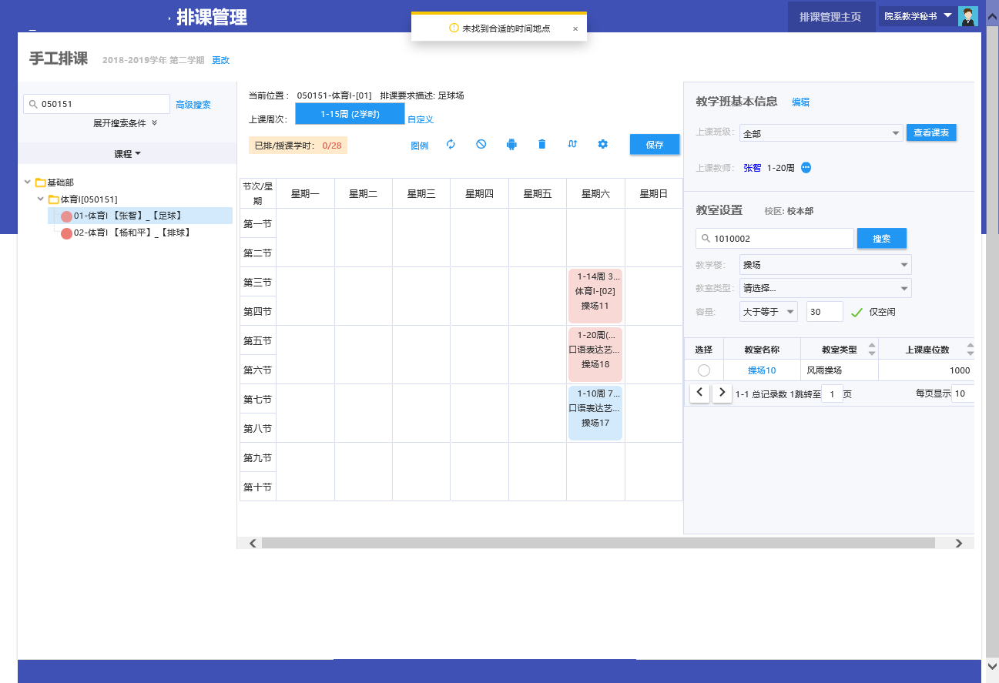 排课管理
排课管理主页
院系教学秘书
未找到合适的时间地点
×
手工排课
2018-2019学年 第二学期
更改
050151
高级搜索
展开搜索条件
课程
基础部
体育I[050151]
01-体育I 【张智】_【足球】
02-体育I 【杨和平】_【排球】
当前位置： 050151-体育I-[01] 排课要求描述: 足球场
上课周次： 1-15周 (2学时) 自定义
已排/授课学时： 0/28
图例
保存
节次/星期 星期一 星期二 星期三 星期四 星期五 星期六 星期日
第一节
第二节
第三节
第四节
第五节
第六节
第七节
第八节
第九节
第十节
1-14周 3...
体育I-[02]
操场11
1-20周(...
口语表达艺...
操场18
1-10周 7...
口语表达艺...
操场17
教学班基本信息 编辑
上课班级: 全部 查看课表
上课教师: 张智 1-20周
教室设置 校区: 校本部
1010002 搜索
教学楼: 操场
教室类型: 请选择...
容量: 大于等于 30 仅空闲
选择 教室名称 教室类型 上课座位数
操场10 风雨操场 1000
1-1 总记录数 1跳转至 1 页 每页显示 10